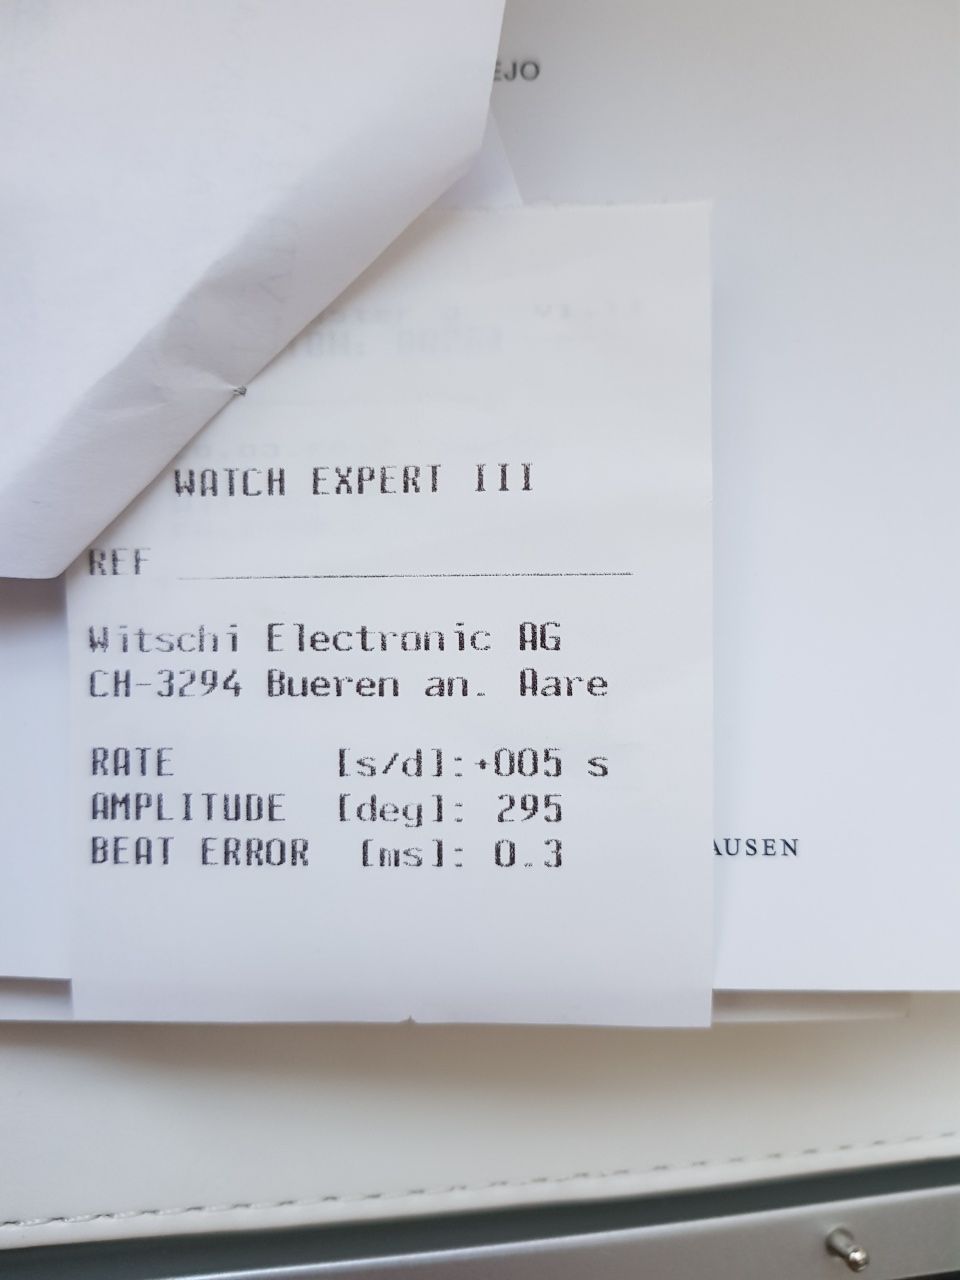 EJO
WATCH EXPERT III
REF
Witschi Electronic AG
CH-3294 Bueren an. Aare
RATE [s/d]:+005 s
AMPLITUDE [deg]: 295
BEAT ERROR [ms]: 0.3
AUSEN